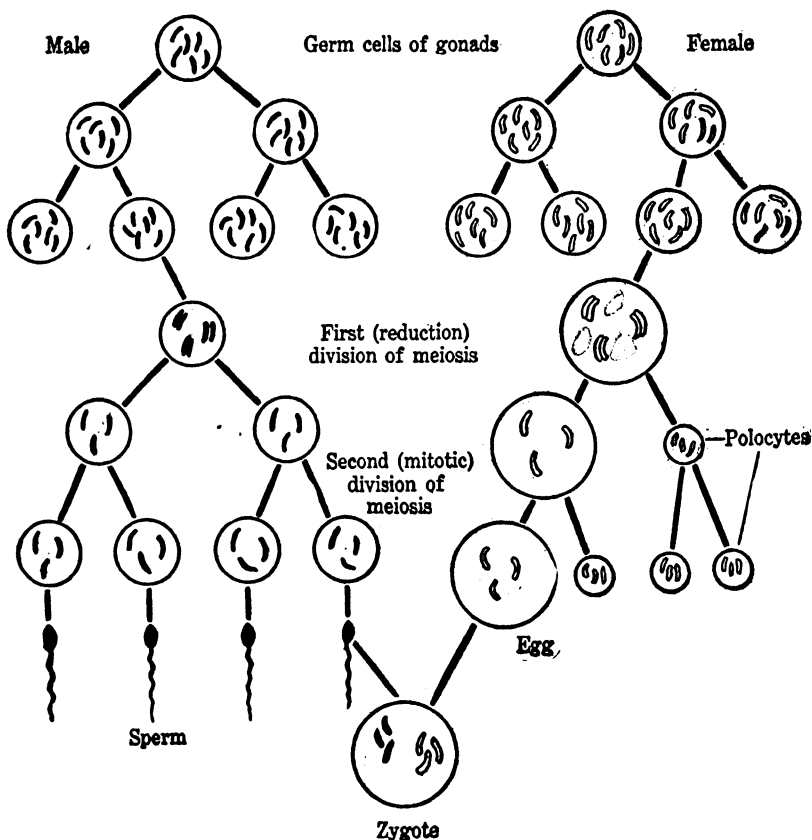 Male
Germ cells of gonads
Female
First (reduction)
division of meiosis
Polocytes
Second (mitotic)
division of
meiosis
Egg
Sperm
Zygote